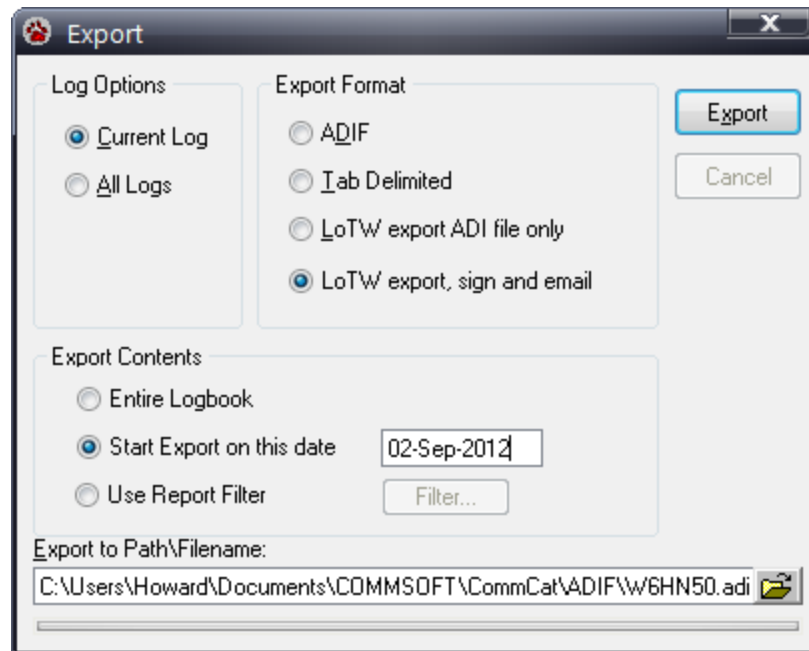 Export
Log Options
Current Log
All Logs
Export Format
ADIF
Tab Delimited
LoTW export ADI file only
LoTW export, sign and email
Export
Cancel
Export Contents
Entire Logbook
Start Export on this date 02-Sep-2012
Use Report Filter Filter...
Export to Path\Filename:
C:\Users\Howard\Documents\COMMSOFT\CommCat\ADIF\W6HN50.adi